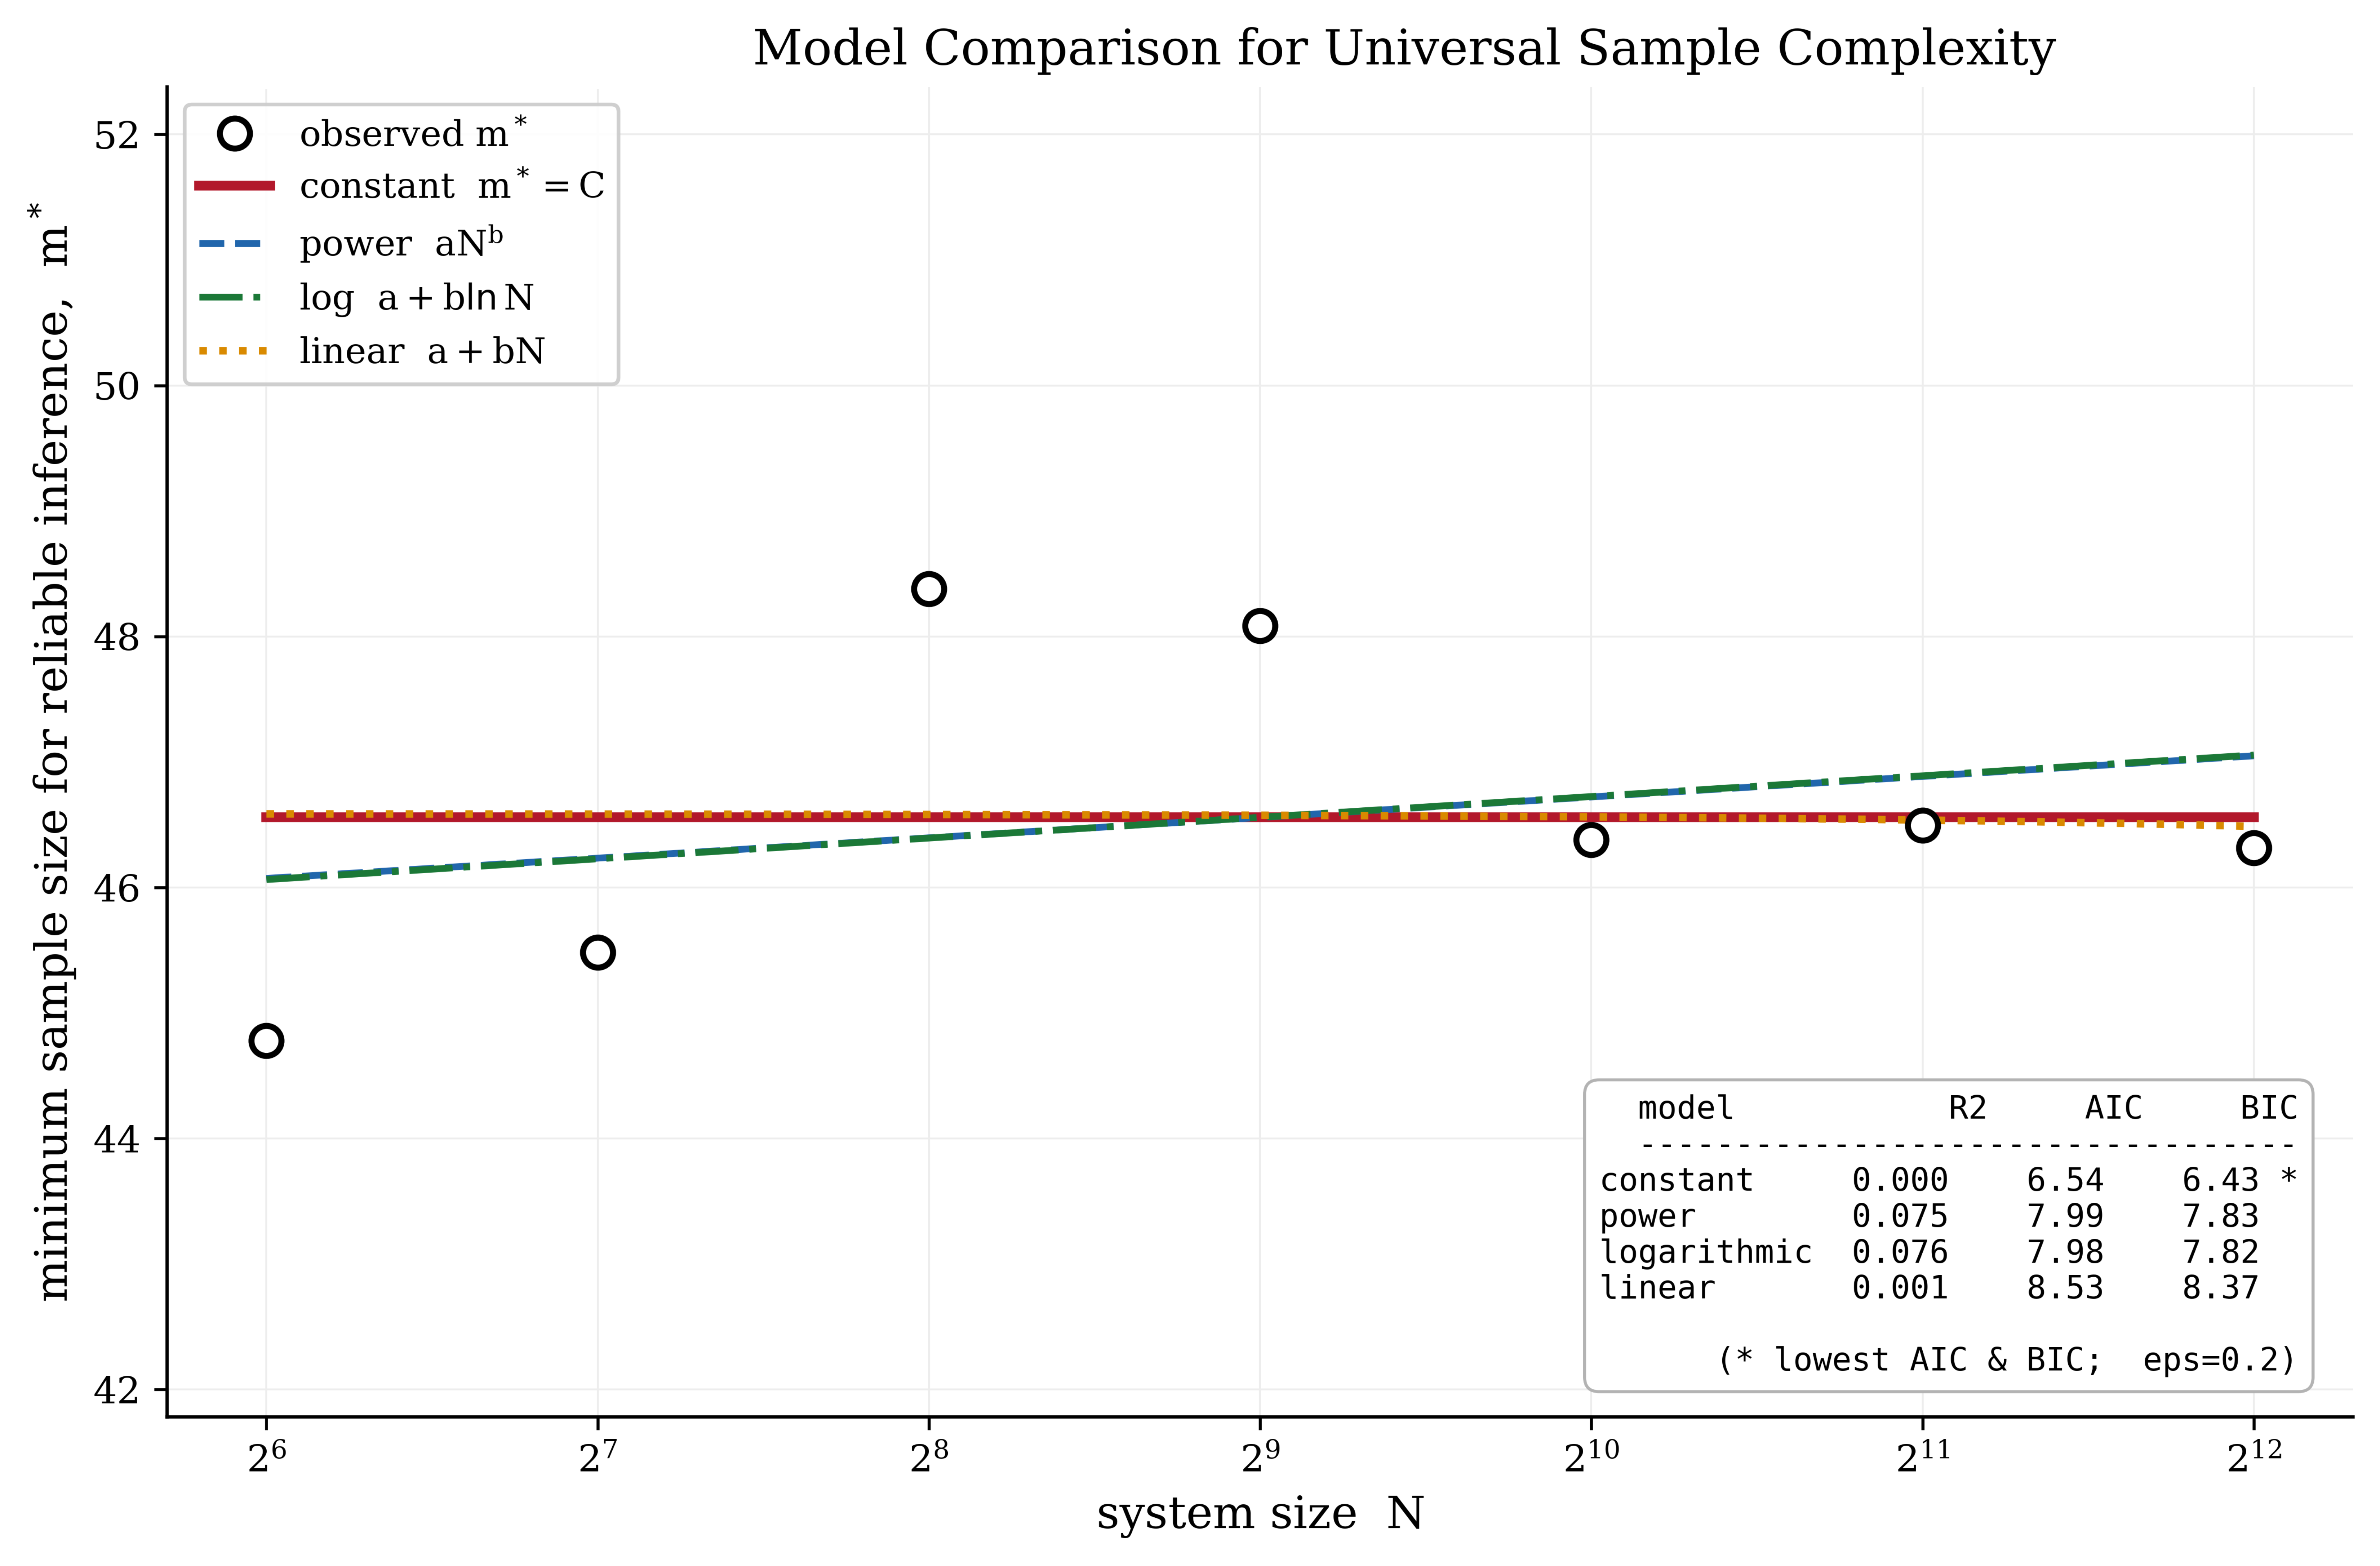 Model Comparison for Universal Sample Complexity
observed m*
constant  m* = C
power  aN^b
log  a + b ln N
linear  a + bN
minimum sample size for reliable inference,  m*
52
50
48
46
44
42
model R2 AIC BIC
-----------------------------------
constant 0.000 6.54 6.43 *
power 0.075 7.99 7.83
logarithmic 0.076 7.98 7.82
linear 0.001 8.53 8.37
(* lowest AIC & BIC;  eps=0.2)
2^6 2^7 2^8 2^9 2^10 2^11 2^12
system size  N